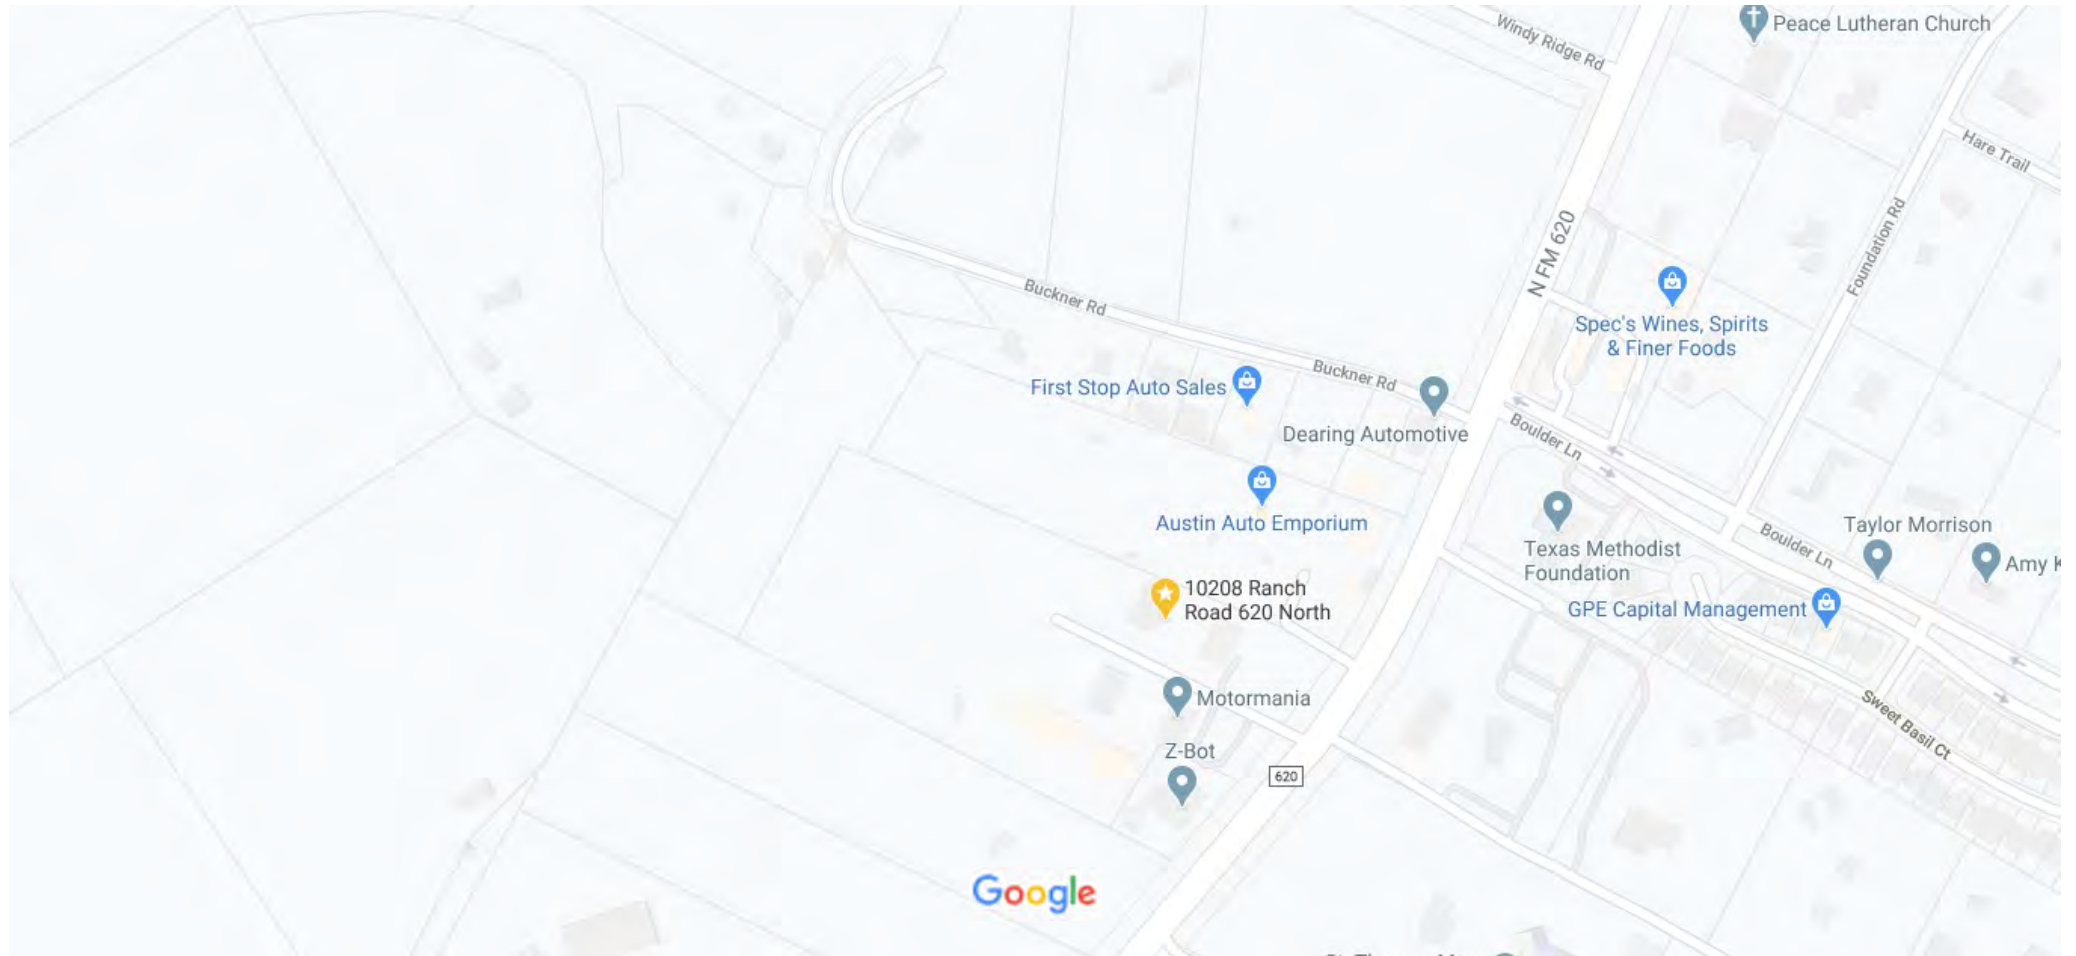 Peace Lutheran Church
Windy Ridge Rd
Hare Trail
N FM 620
Foundation Rd
Buckner Rd
Spec's Wines, Spirits
& Finer Foods
First Stop Auto Sales
Buckner Rd
Dearing Automotive
Boulder Ln
Austin Auto Emporium
Texas Methodist
Foundation
Taylor Morrison
Boulder Ln
Amy K
10208 Ranch
Road 620 North
GPE Capital Management
Motormania
Sweet Basil Ct
Z-Bot
620
Google